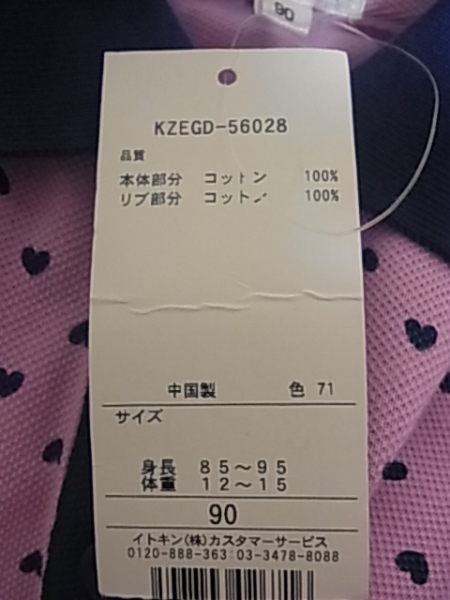 90
KZEGD-56028
品質
本体部分 コットン 100%
リブ部分 コットン 100%
中国製 色 71
サイズ
身長 85～95
体重 12～15
90
イトキン(株)カスタマーサービス
0120-888-363:03-3478-8088